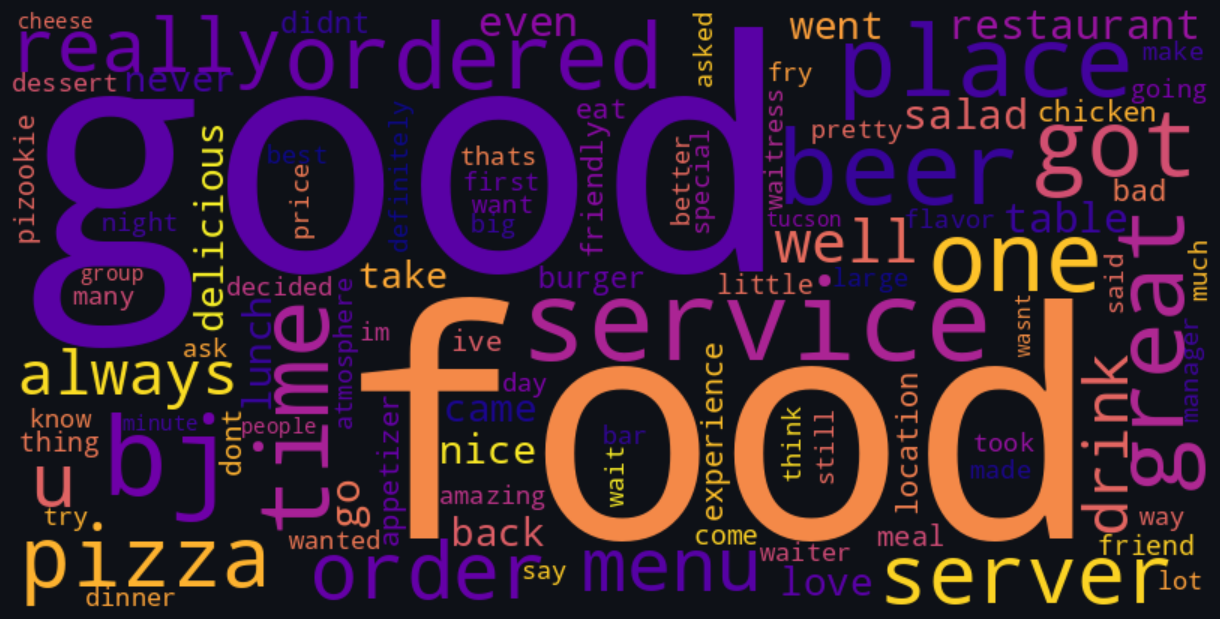 cheese
really
didnt
ordered
even
asked
went
place
restaurant
make
dessert
never
fry
going
good
pizookie
delicious
best
price
definitely
thats
first
want
big
eat
friendly
better
special
waitress
beer
pretty
salad
chicken
got
bad
night
tucson
flavor
table
well
one
great
said
much
group
many
decided
take
burger
little
large
lunch
time
atmosphere
im
food
ive
service
wasnt
manager
always
ask
day
came
nice
experience
location
drink
know
thing
bj
minute
dont
people
appetizer
bar
wait
think
still
took
made
u
try
go
amazing
back
wanted
come
waiter
meal
way
friend
pizza
dinner
order
say
menu
love
server
lot